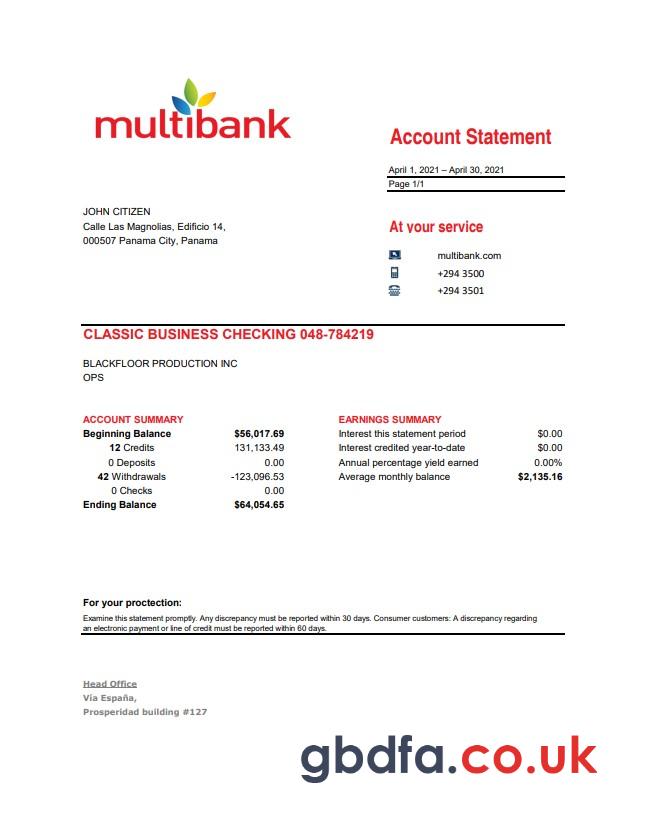 multibank
Account Statement
April 1, 2021 – April 30, 2021
Page 1/1
JOHN CITIZEN
Calle Las Magnolias, Edificio 14,
000507 Panama City, Panama
At your service
multibank.com
+294 3500
+294 3501
CLASSIC BUSINESS CHECKING 048-784219
BLACKFLOOR PRODUCTION INC
OPS
ACCOUNT SUMMARY
Beginning Balance $56,017.69
12 Credits 131,133.49
0 Deposits 0.00
42 Withdrawals -123,096.53
0 Checks 0.00
Ending Balance $64,054.65
EARNINGS SUMMARY
Interest this statement period $0.00
Interest credited year-to-date $0.00
Annual percentage yield earned 0.00%
Average monthly balance $2,135.16
For your proctection:
Examine this statement promptly. Any discrepancy must be reported within 30 days. Consumer customers: A discrepancy regarding
an electronic payment or line of credit must be reported within 60 days.
Head Office
Vía España,
Prosperidad building #127
gbdfa.co.uk